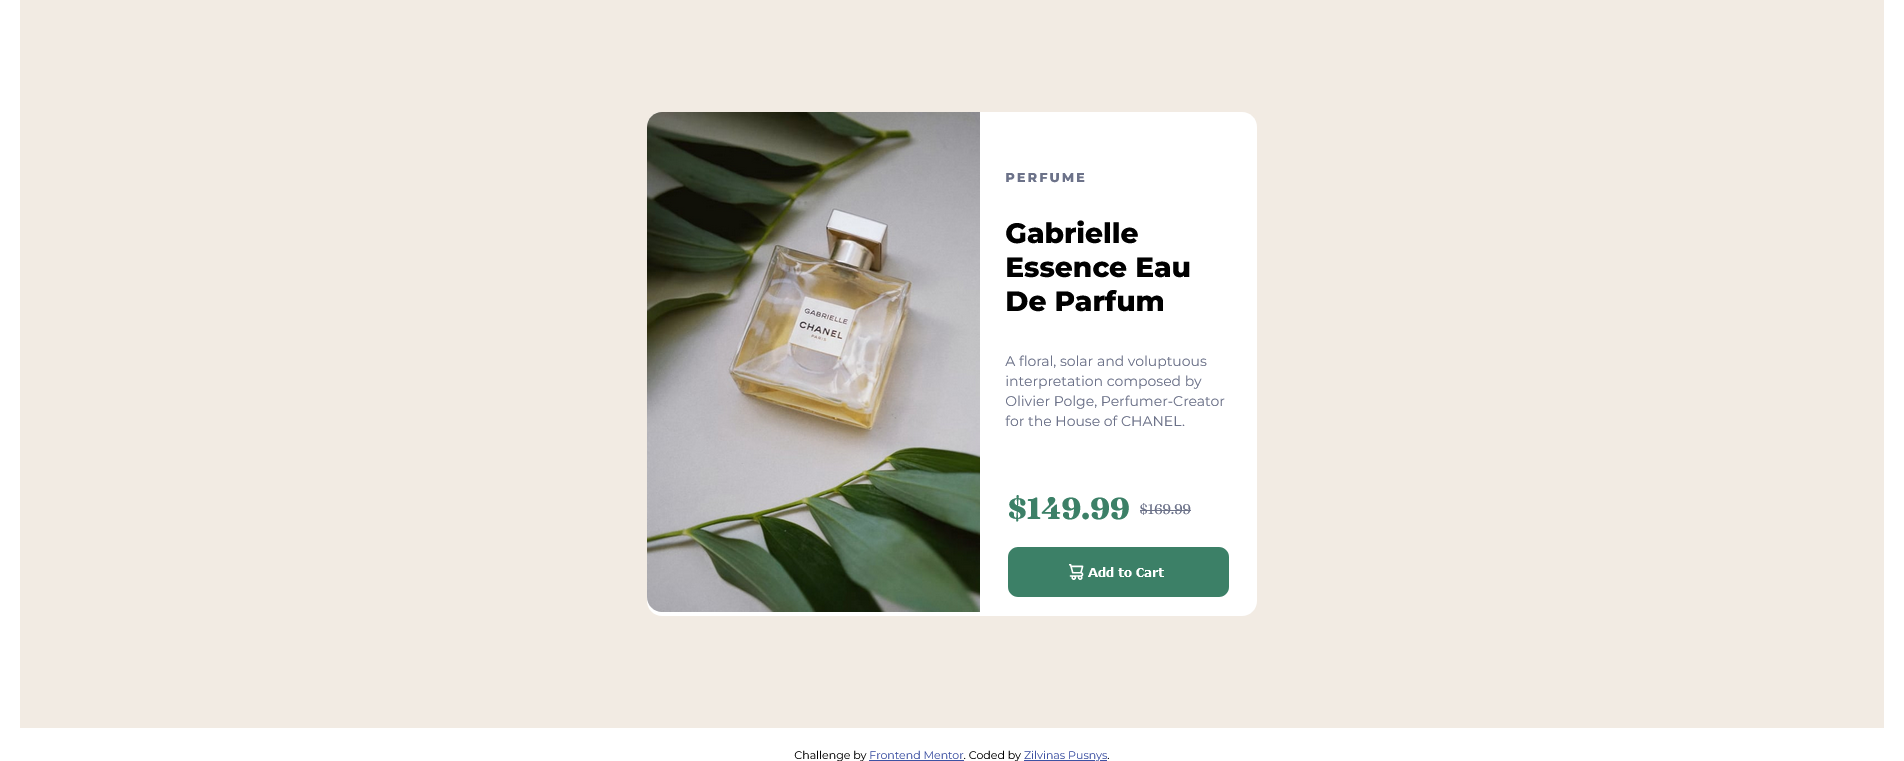 PERFUME
Gabrielle
Essence Eau
De Parfum
A floral, solar and voluptuous
interpretation composed by
Olivier Polge, Perfumer-Creator
for the House of CHANEL.
$149.99 $169.99
Add to Cart
GABRIELLE
CHANEL
PARIS
Challenge by Frontend Mentor. Coded by Zilvinas Pusnys.